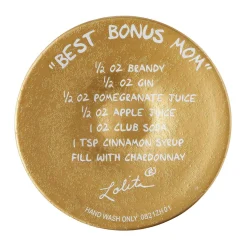 "BEST BONUS MOM"
1/2 OZ BRANDY
1/2 OZ GIN
1/2 OZ POMEGRANATE JUICE
1/2 OZ APPLE JUICE
1 OZ CLUB SODA
1 TSP CINNAMON SYRUP
FILL WITH CHARDONNAY
Lolita ®
HAND WASH ONLY 08212H01